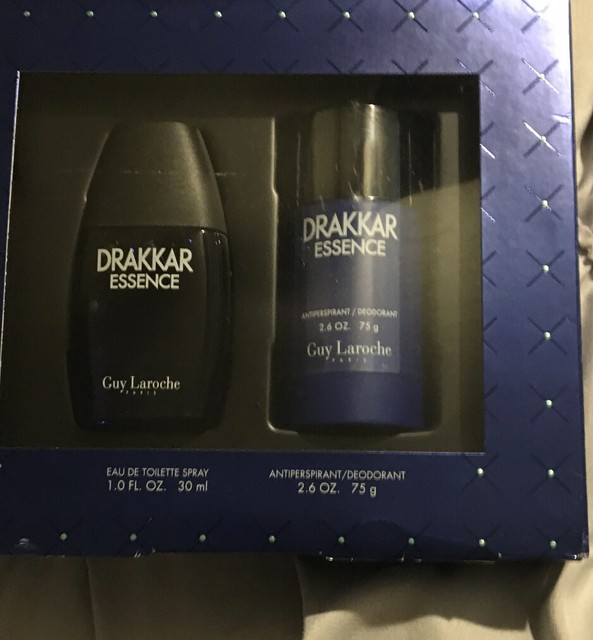 DRAKKAR
ESSENCE
Guy Laroche
PARIS
DRAKKAR
ESSENCE
ANTIPERSPIRANT / DEODORANT
2.6 OZ. 75 g
Guy Laroche
PARIS
EAU DE TOILETTE SPRAY
1.0 FL. OZ. 30 ml
ANTIPERSPIRANT/DEODORANT
2.6 OZ. 75 g